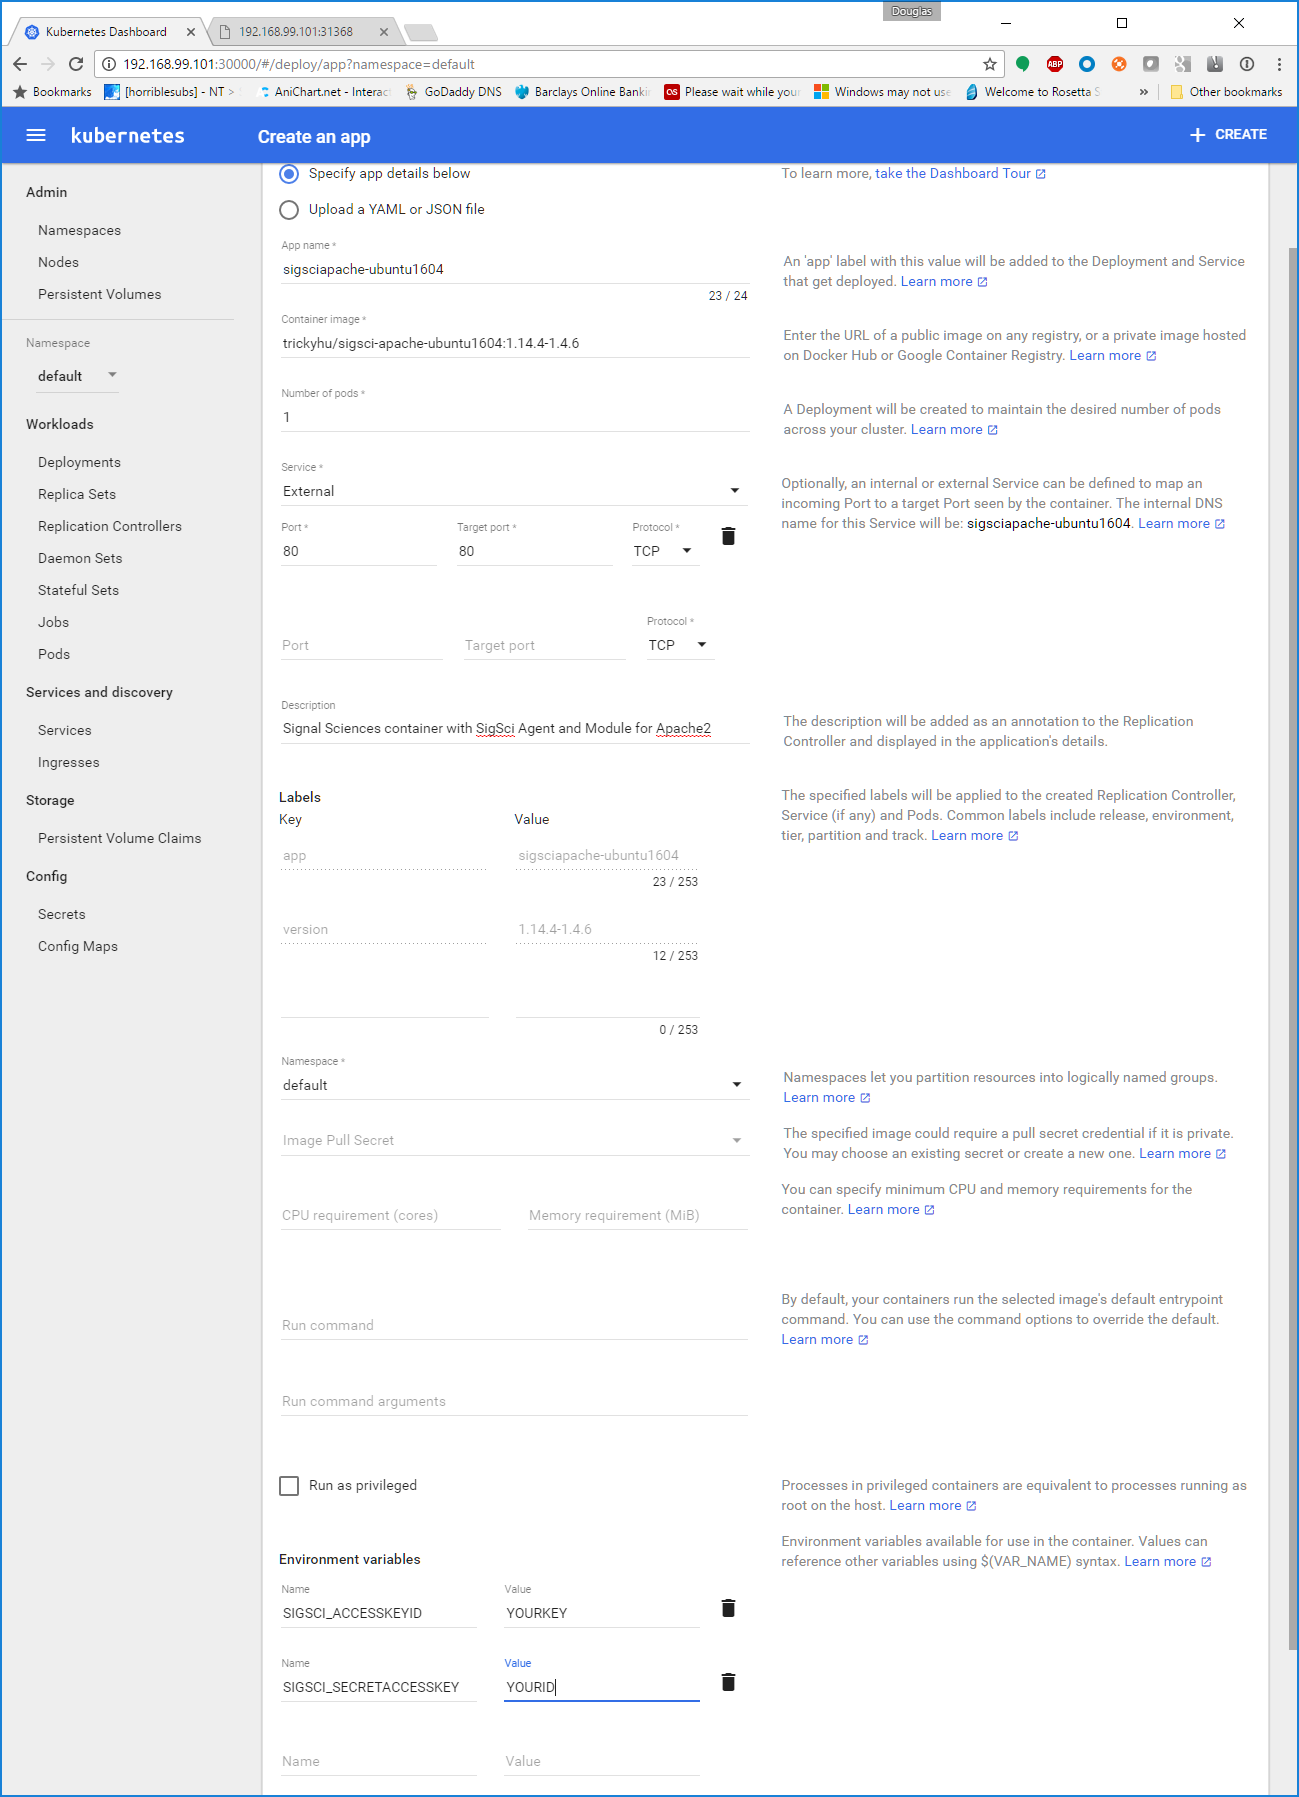 Douglas
Kubernetes Dashboard
192.168.99.101:31368
192.168.99.101:30000/#/deploy/app?namespace=default
Bookmarks
[horriblesubs] - NT >
AniChart.net - Interac
GoDaddy DNS
Barclays Online Banki
Please wait while you
Windows may not use
Welcome to Rosetta S
»
Other bookmarks
kubernetes
Create an app
+ CREATE
Admin
Namespaces
Nodes
Persistent Volumes
Namespace
default
Workloads
Deployments
Replica Sets
Replication Controllers
Daemon Sets
Stateful Sets
Jobs
Pods
Services and discovery
Services
Ingresses
Storage
Persistent Volume Claims
Config
Secrets
Config Maps
Specify app details below
To learn more, take the Dashboard Tour
Upload a YAML or JSON file
App name *
sigsciapache-ubuntu1604
23 / 24
An 'app' label with this value will be added to the Deployment and Service
that get deployed. Learn more
Container image *
trickyhu/sigsci-apache-ubuntu1604:1.14.4-1.4.6
Enter the URL of a public image on any registry, or a private image hosted
on Docker Hub or Google Container Registry. Learn more
Number of pods *
1
A Deployment will be created to maintain the desired number of pods
across your cluster. Learn more
Service *
External
Optionally, an internal or external Service can be defined to map an
incoming Port to a target Port seen by the container. The internal DNS
name for this Service will be: sigsciapache-ubuntu1604. Learn more
Port *
Target port *
Protocol *
80
80
TCP
Protocol *
Port
Target port
TCP
Description
Signal Sciences container with SigSci Agent and Module for Apache2
The description will be added as an annotation to the Replication
Controller and displayed in the application's details.
Labels
Key
Value
The specified labels will be applied to the created Replication Controller,
Service (if any) and Pods. Common labels include release, environment,
tier, partition and track. Learn more
app
sigsciapache-ubuntu1604
23 / 253
version
1.14.4-1.4.6
12 / 253
0 / 253
Namespace *
default
Namespaces let you partition resources into logically named groups.
Learn more
Image Pull Secret
The specified image could require a pull secret credential if it is private.
You may choose an existing secret or create a new one. Learn more
CPU requirement (cores)
Memory requirement (MiB)
You can specify minimum CPU and memory requirements for the
container. Learn more
Run command
By default, your containers run the selected image's default entrypoint
command. You can use the command options to override the default.
Learn more
Run command arguments
Run as privileged
Processes in privileged containers are equivalent to processes running as
root on the host. Learn more
Environment variables
Environment variables available for use in the container. Values can
reference other variables using $(VAR_NAME) syntax. Learn more
Name
Value
SIGSCI_ACCESSKEYID
YOURKEY
Name
Value
SIGSCI_SECRETACCESSKEY
YOURID
Name
Value